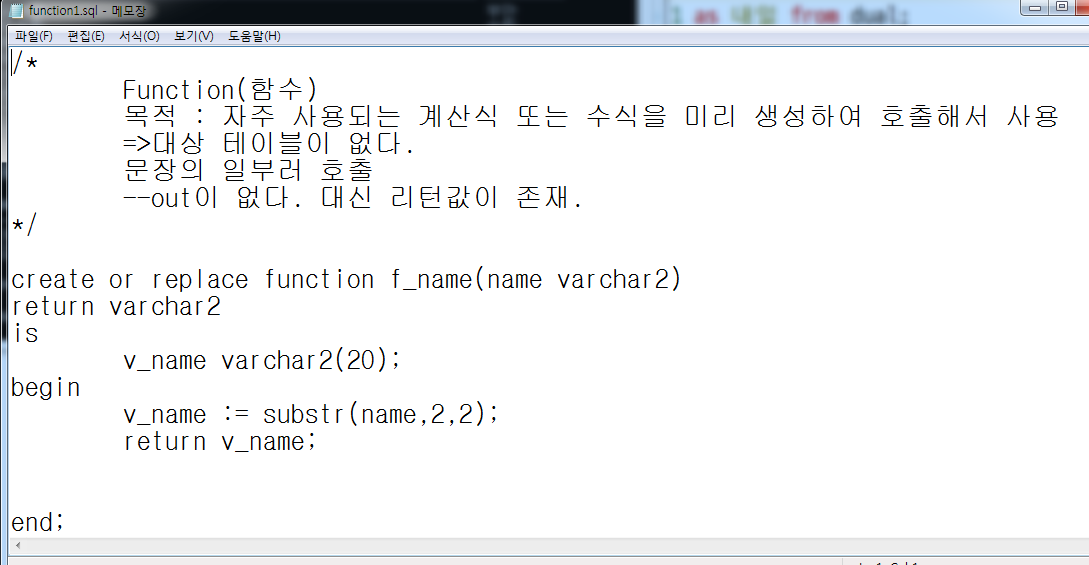 function1.sql - 메모장
1 as 내일 from dual;
파일(F) 편집(E) 서식(O) 보기(V) 도움말(H)
/*
Function(함수)
목적 : 자주 사용되는 계산식 또는 수식을 미리 생성하여 호출해서 사용
=>대상 테이블이 없다.
문장의 일부러 호출
--out이 없다. 대신 리턴값이 존재.
*/
create or replace function f_name(name varchar2)
return varchar2
is
v_name varchar2(20);
begin
v_name := substr(name,2,2);
return v_name;
end;